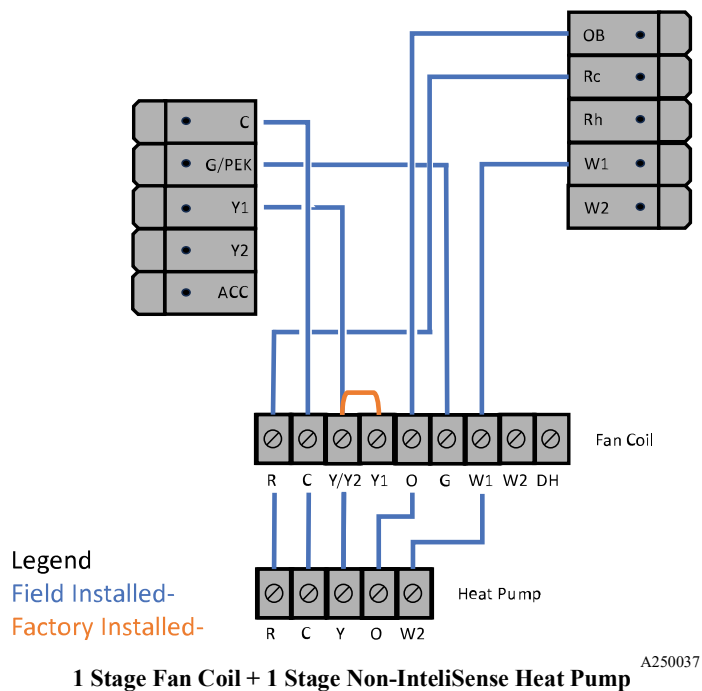 OB
Rc
Rh
W1
W2
C
G/PEK
Y1
Y2
ACC
Fan Coil
R C Y/Y2 Y1 O G W1 W2 DH
Legend
Field Installed-
Factory Installed-
Heat Pump
R C Y O W2
A250037
1 Stage Fan Coil + 1 Stage Non-InteliSense Heat Pump